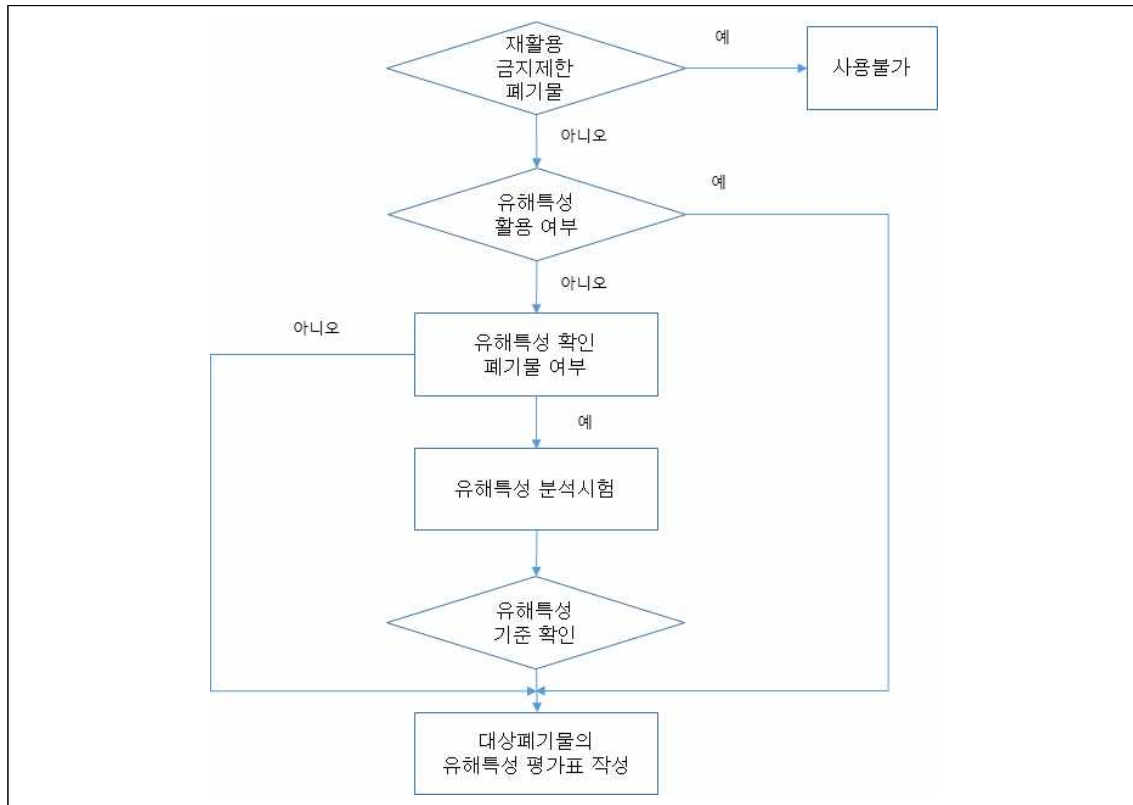 재활용
금지제한
폐기물
예
사용불가
아니오
유해특성
활용 여부
예
아니오
유해특성 확인
폐기물 여부
아니오
예
유해특성 분석시험
유해특성
기준 확인
대상폐기물의
유해특성 평가표 작성